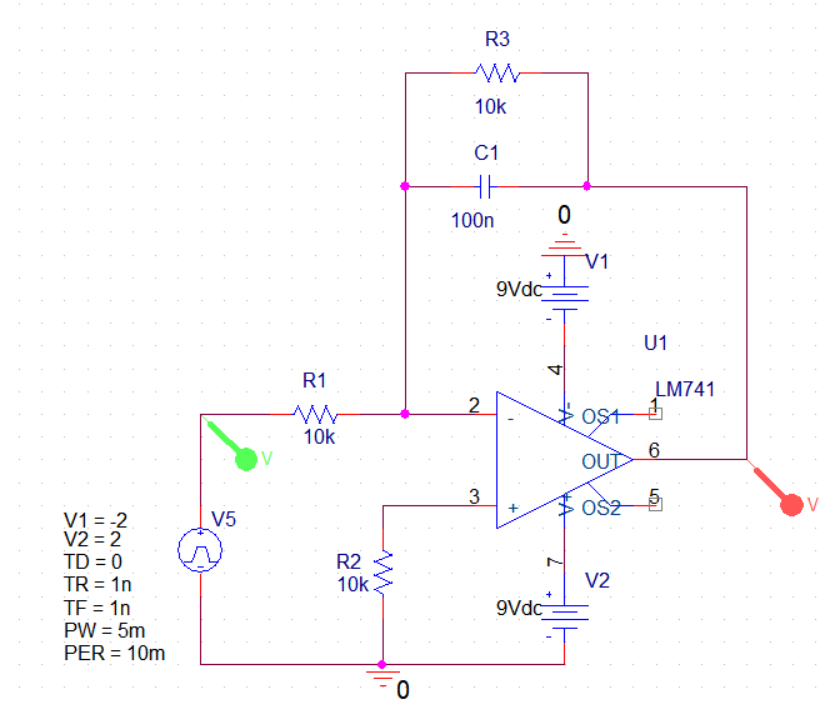 R3
10k
C1
100n
0
V1
9Vdc
U1
4
LM741
R1
10k
2
-
V-
OS1
1
OUT
6
V
V
3
+
V+
OS2
5
V1 = -2
V2 = 2
TD = 0
TR = 1n
TF = 1n
PW = 5m
PER = 10m
V5
R2
10k
7
V2
9Vdc
0